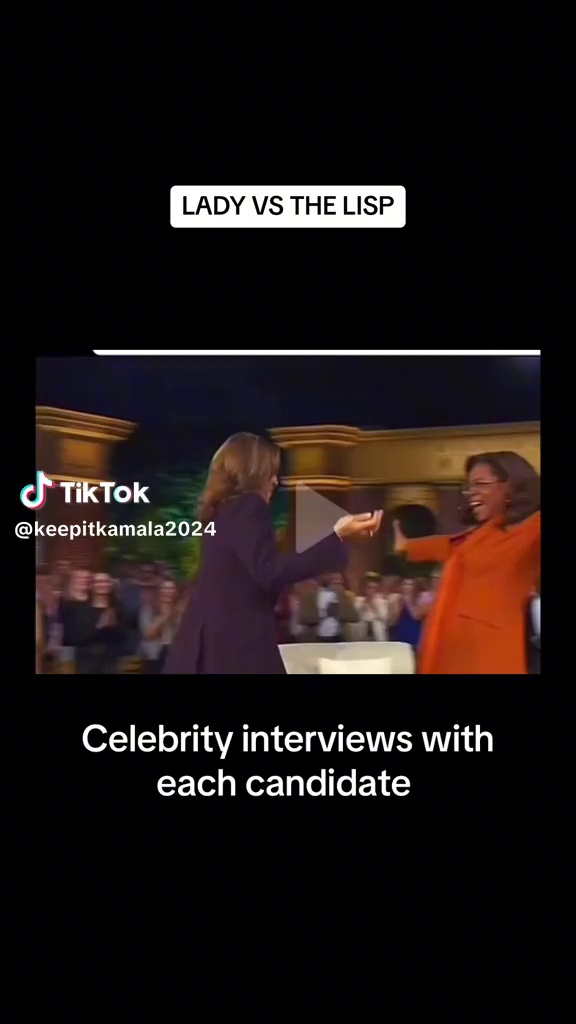 LADY VS THE LISP
TikTok
@keepitkamala2024
Celebrity interviews with
each candidate